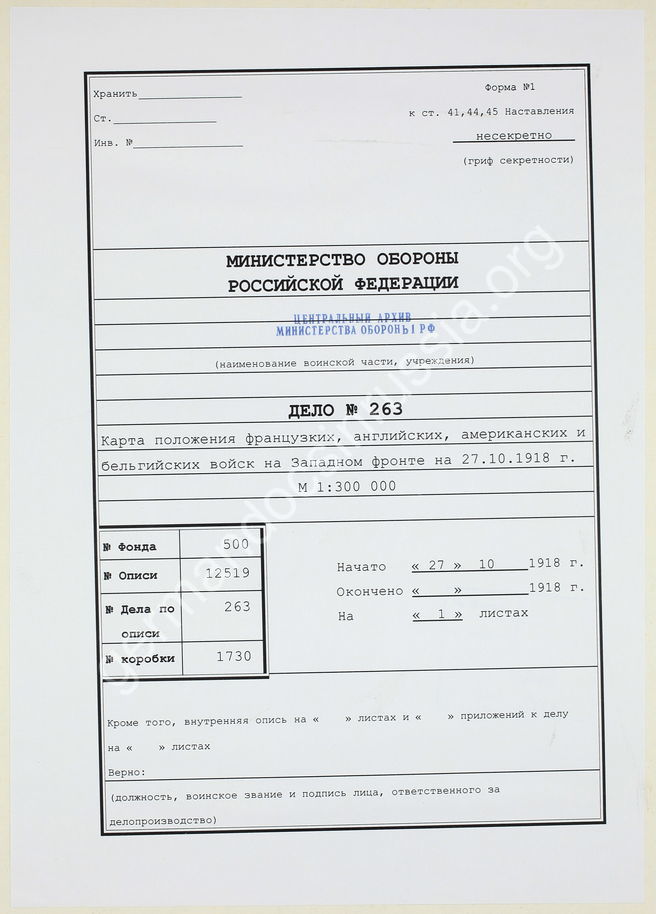 Хранить
Форма №1
Ст.
к ст. 41,44,45 Наставления
Инв. №
несекретно
(гриф секретности)
МИНИСТЕРСТВО ОБОРОНЫ
РОССИЙСКОЙ ФЕДЕРАЦИИ
ЦЕНТРАЛЬНЫЙ АРХИВ
МИНИСТЕРСТВА ОБОРОНЫ РФ
(наименование воинской части, учреждения)
ДЕЛО № 263
Карта положения французких, английских, американских и
бельгийских войск на Западном фронте на 27.10.1918 г.
М 1:300 000
№ Фонда 500
№ Описи 12519
№ Дела по описи 263
№ коробки 1730
Начато « 27 » 10 1918 г.
Окончено « » 1918 г.
На « 1 » листах
Кроме того, внутренняя опись на « » листах и « » приложений к делу
на « » листах
Верно:
(должность, воинское звание и подпись лица, ответственного за
делопроизводство)
germandocsinrussia.org